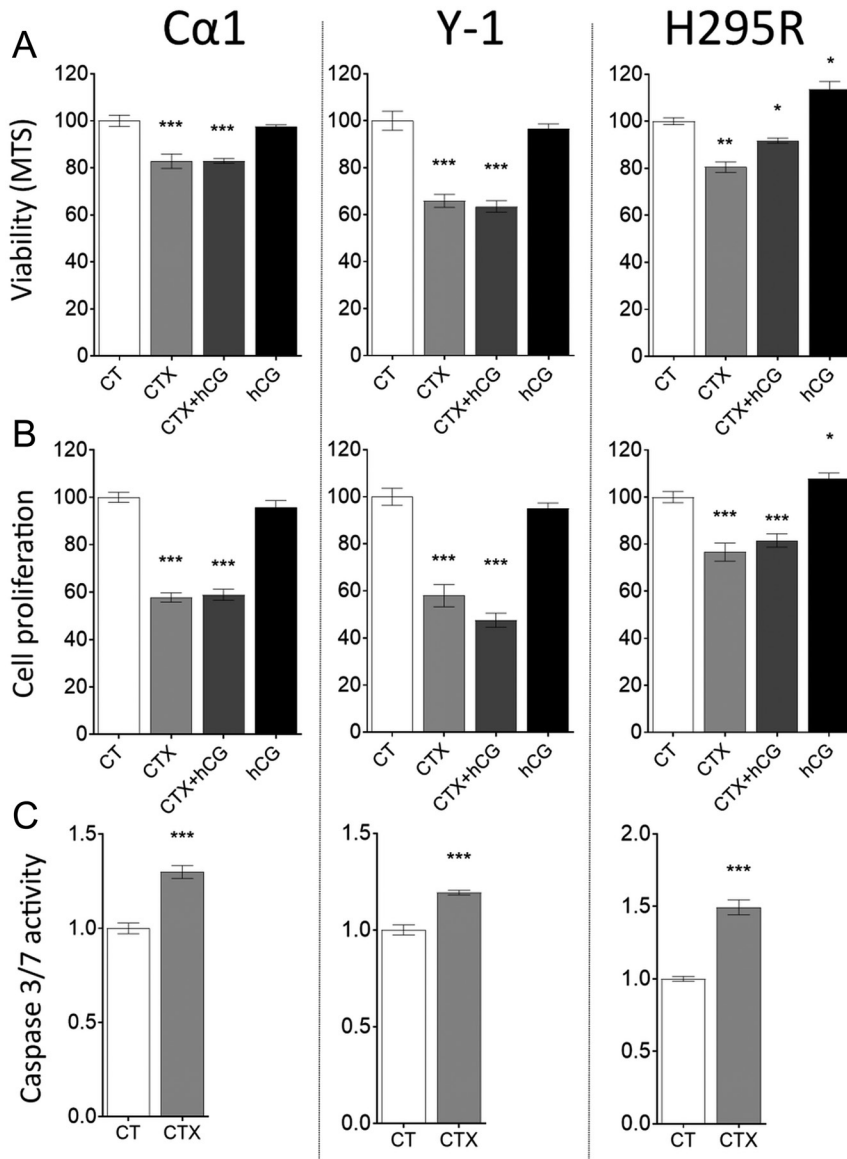 Cα1
Y-1
H295R
A
Viability (MTS)
120
100
80
60
40
20
0
***
***
CT
CTX
CTX+hCG
hCG
120
100
80
60
40
20
0
***
***
CT
CTX
CTX+hCG
hCG
120
100
80
60
40
20
0
**
*
*
CT
CTX
CTX+hCG
hCG
B
Cell proliferation
120
100
80
60
40
20
0
***
***
CT
CTX
CTX+hCG
hCG
120
100
80
60
40
20
0
***
***
CT
CTX
CTX+hCG
hCG
120
100
80
60
40
20
0
***
***
*
CT
CTX
CTX+hCG
hCG
C
Caspase 3/7 activity
1.5
1.0
0.5
0.0
***
CT
CTX
1.5
1.0
0.5
0.0
***
CT
CTX
2.0
1.5
1.0
0.5
0.0
***
CT
CTX